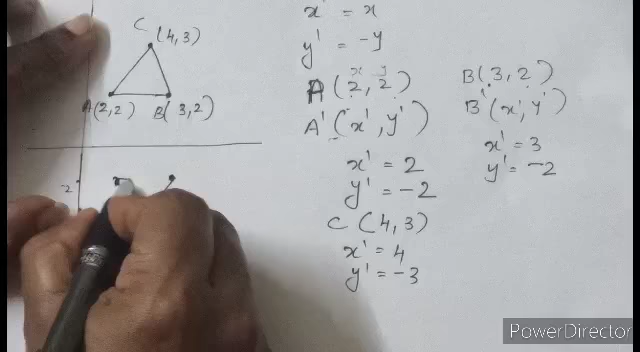 C (4,3)
A(2,2) B(3,2)
-2
x' = x
y' = -y
x y
A (2, 2)
A' (x', y')
x' = 2
y' = -2
C (4, 3)
x' = 4
y' = -3
B(3, 2)
B'(x', y')
x' = 3
y' = -2
PowerDirector